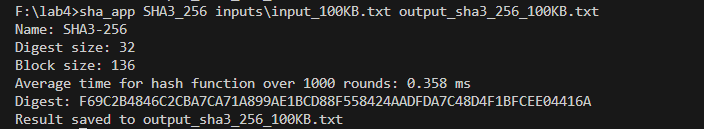 F:\lab4>sha_app SHA3_256 inputs\input_100KB.txt output_sha3_256_100KB.txt
Name: SHA3-256
Digest size: 32
Block size: 136
Average time for hash function over 1000 rounds: 0.358 ms
Digest: F69C2B4846C2CBA7CA71A899AE1BCD88F558424AADFDA7C48D4F1BFCEE04416A
Result saved to output_sha3_256_100KB.txt